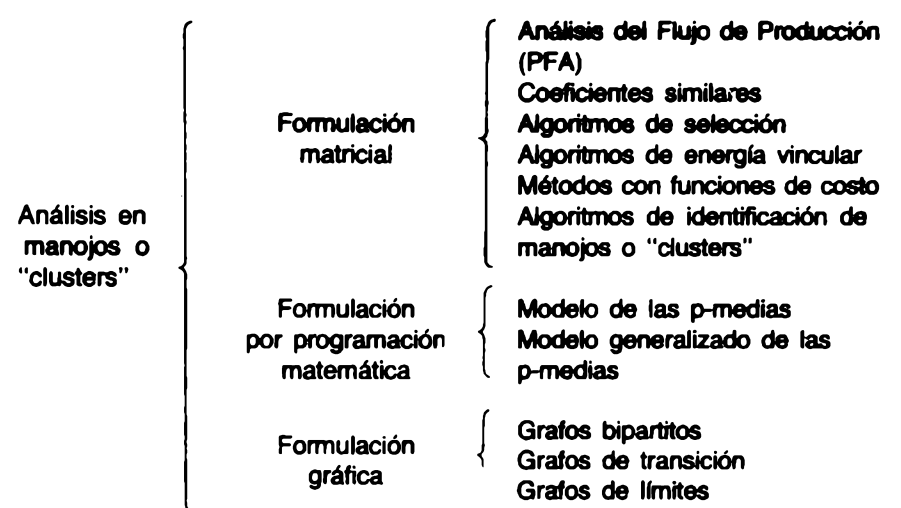 Análisis en
manojos o
“clusters”
Formulación
matricial
Análisis del Flujo de Producción
(PFA)
Coeficientes similares
Algoritmos de selección
Algoritmos de energía vincular
Métodos con funciones de costo
Algoritmos de identificación de
manojos o “clusters”
Formulación
por programación
matemática
Modelo de las p-medias
Modelo generalizado de las
p-medias
Formulación
gráfica
Grafos bipartitos
Grafos de transición
Grafos de límites